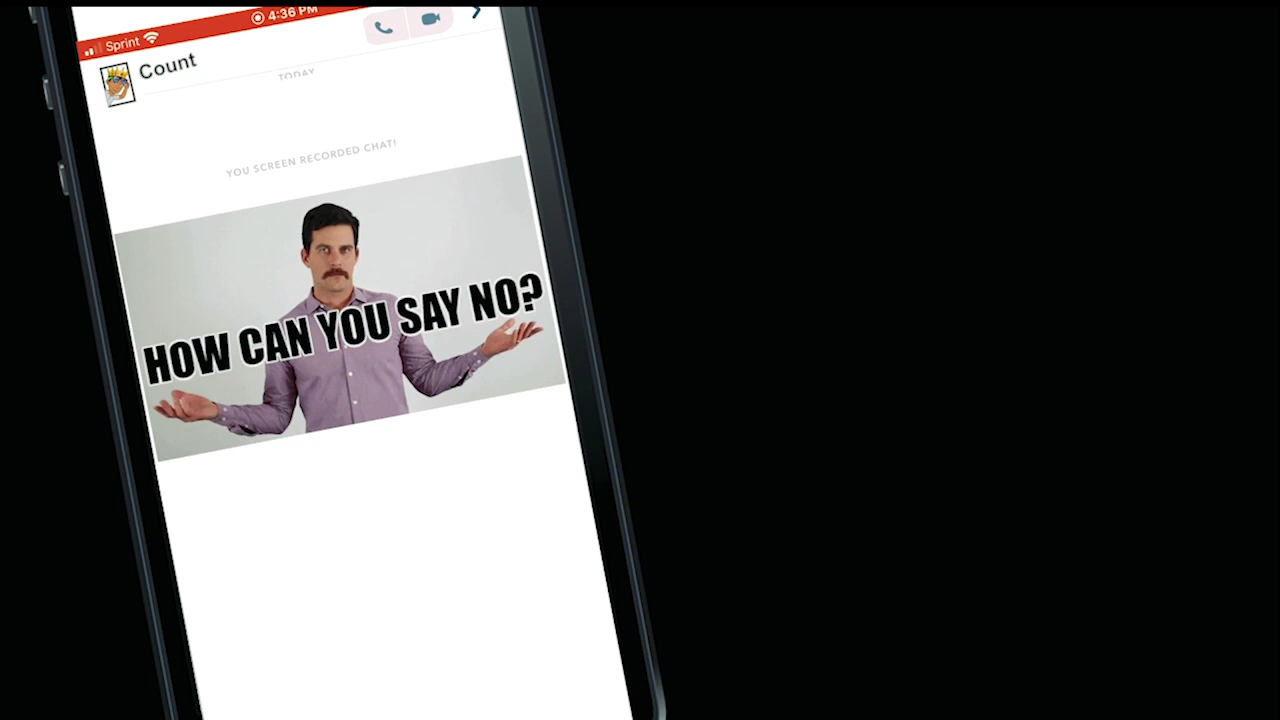 4:36 PM
Sprint
Count
TODAY
YOU SCREEN RECORDED CHAT!
HOW CAN YOU SAY NO?